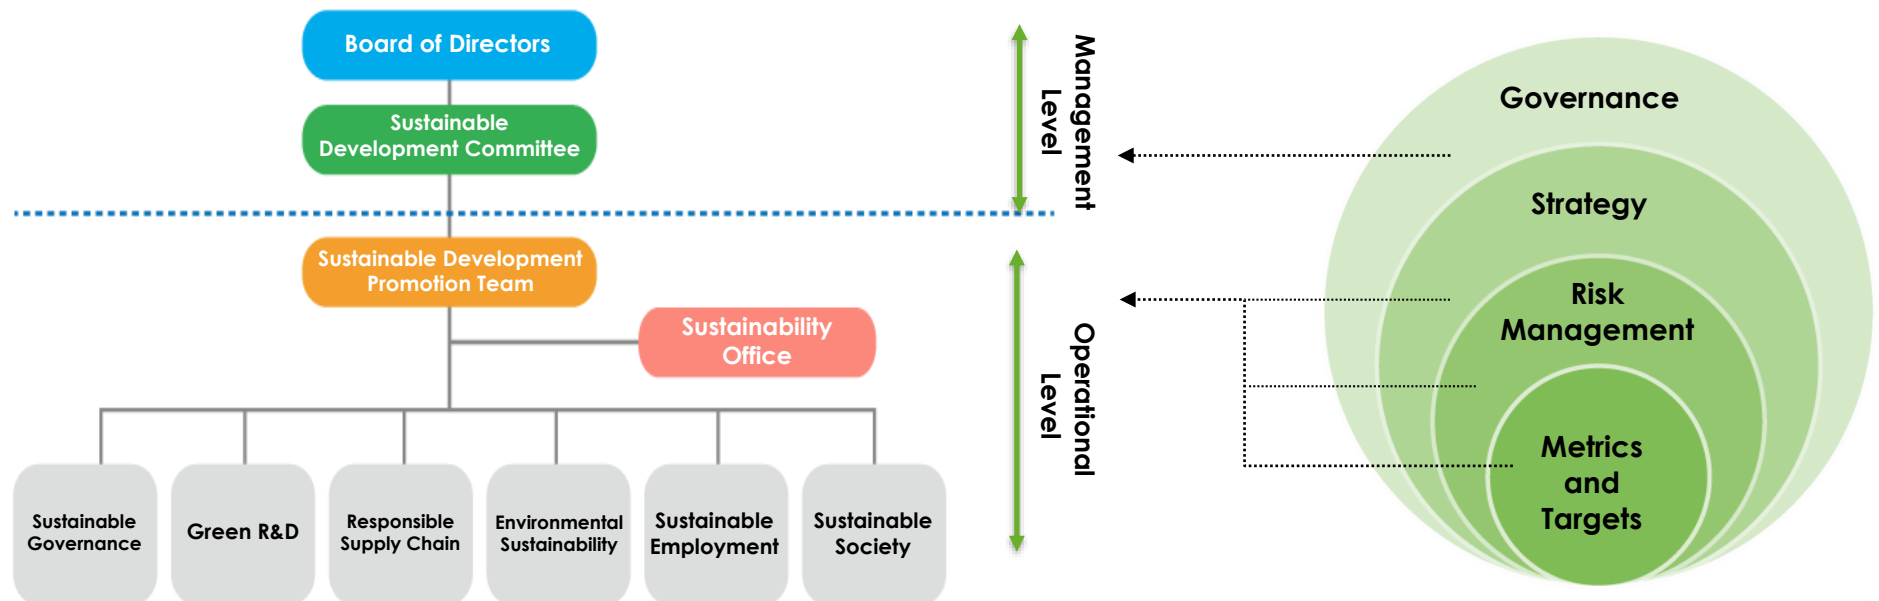 Board of Directors
Sustainable
Development Committee
Sustainable Development
Promotion Team
Sustainability
Office
Sustainable
Governance
Green R&D
Responsible
Supply Chain
Environmental
Sustainability
Sustainable
Employment
Sustainable
Society
Management
Level
Operational
Level
Governance
Strategy
Risk
Management
Metrics
and
Targets